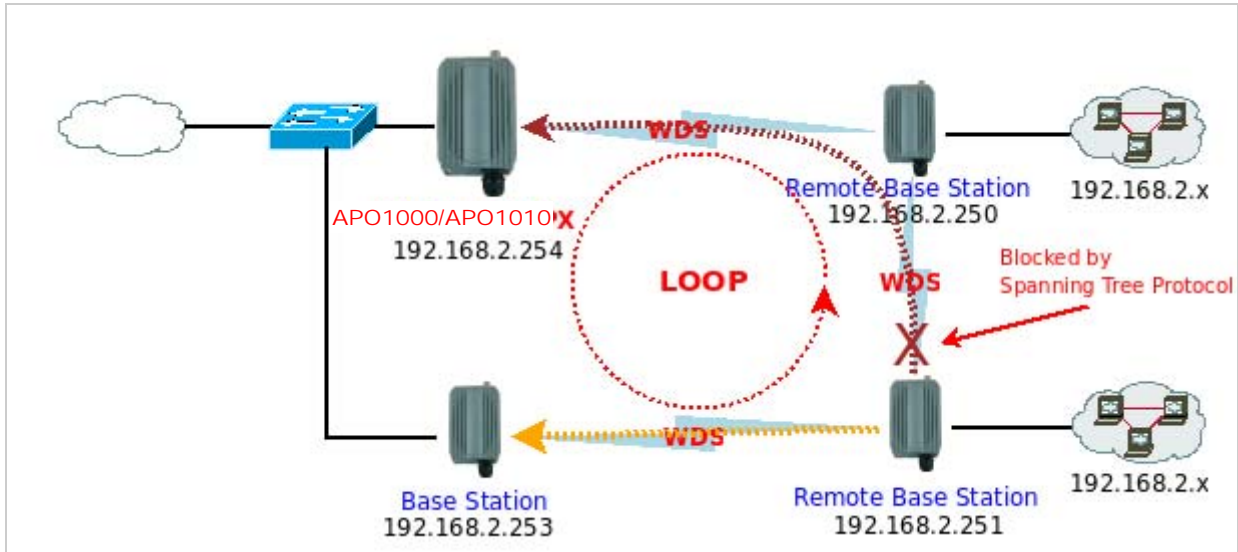 WDS
Remote Base Station
192.168.2.250
192.168.2.x
APO1000/APO1010 X
192.168.2.254
LOOP
WDS
Blocked by
Spanning Tree Protocol
X
WDS
Base Station
192.168.2.253
Remote Base Station
192.168.2.251
192.168.2.x